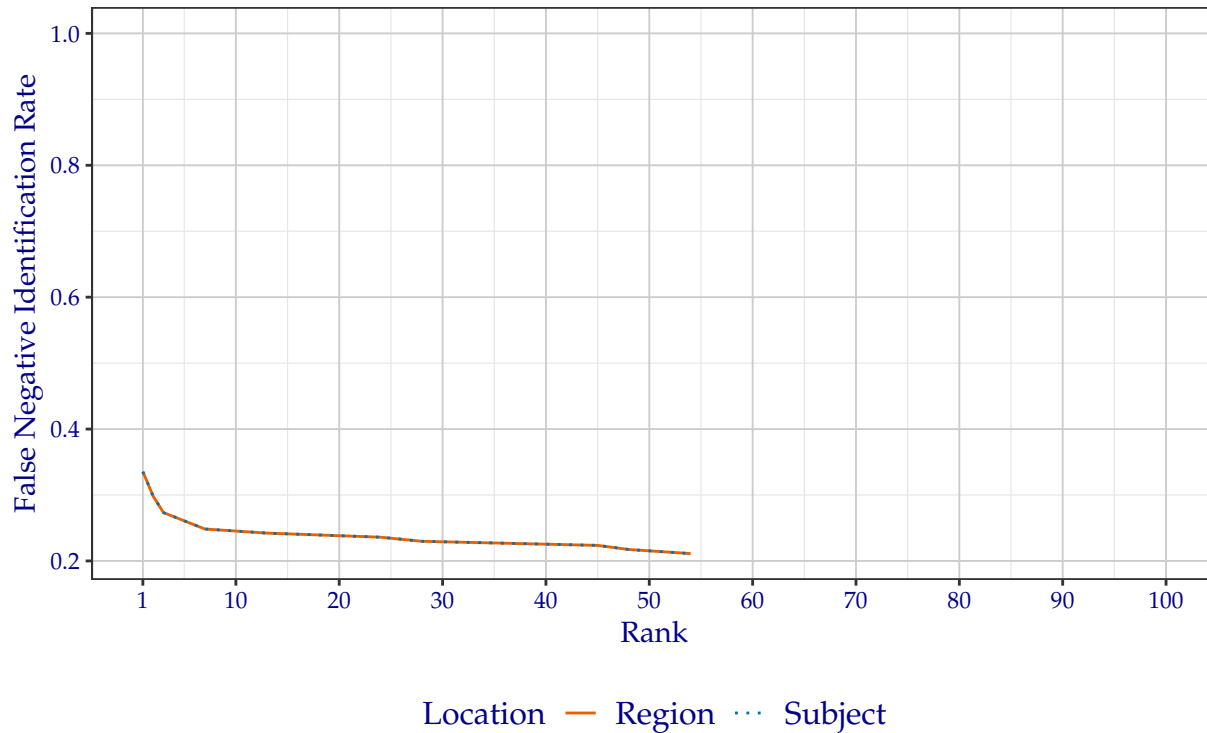 False Negative Identification Rate
1.0
0.8
0.6
0.4
0.2
1 10 20 30 40 50 60 70 80 90 100
Rank
Location Region Subject